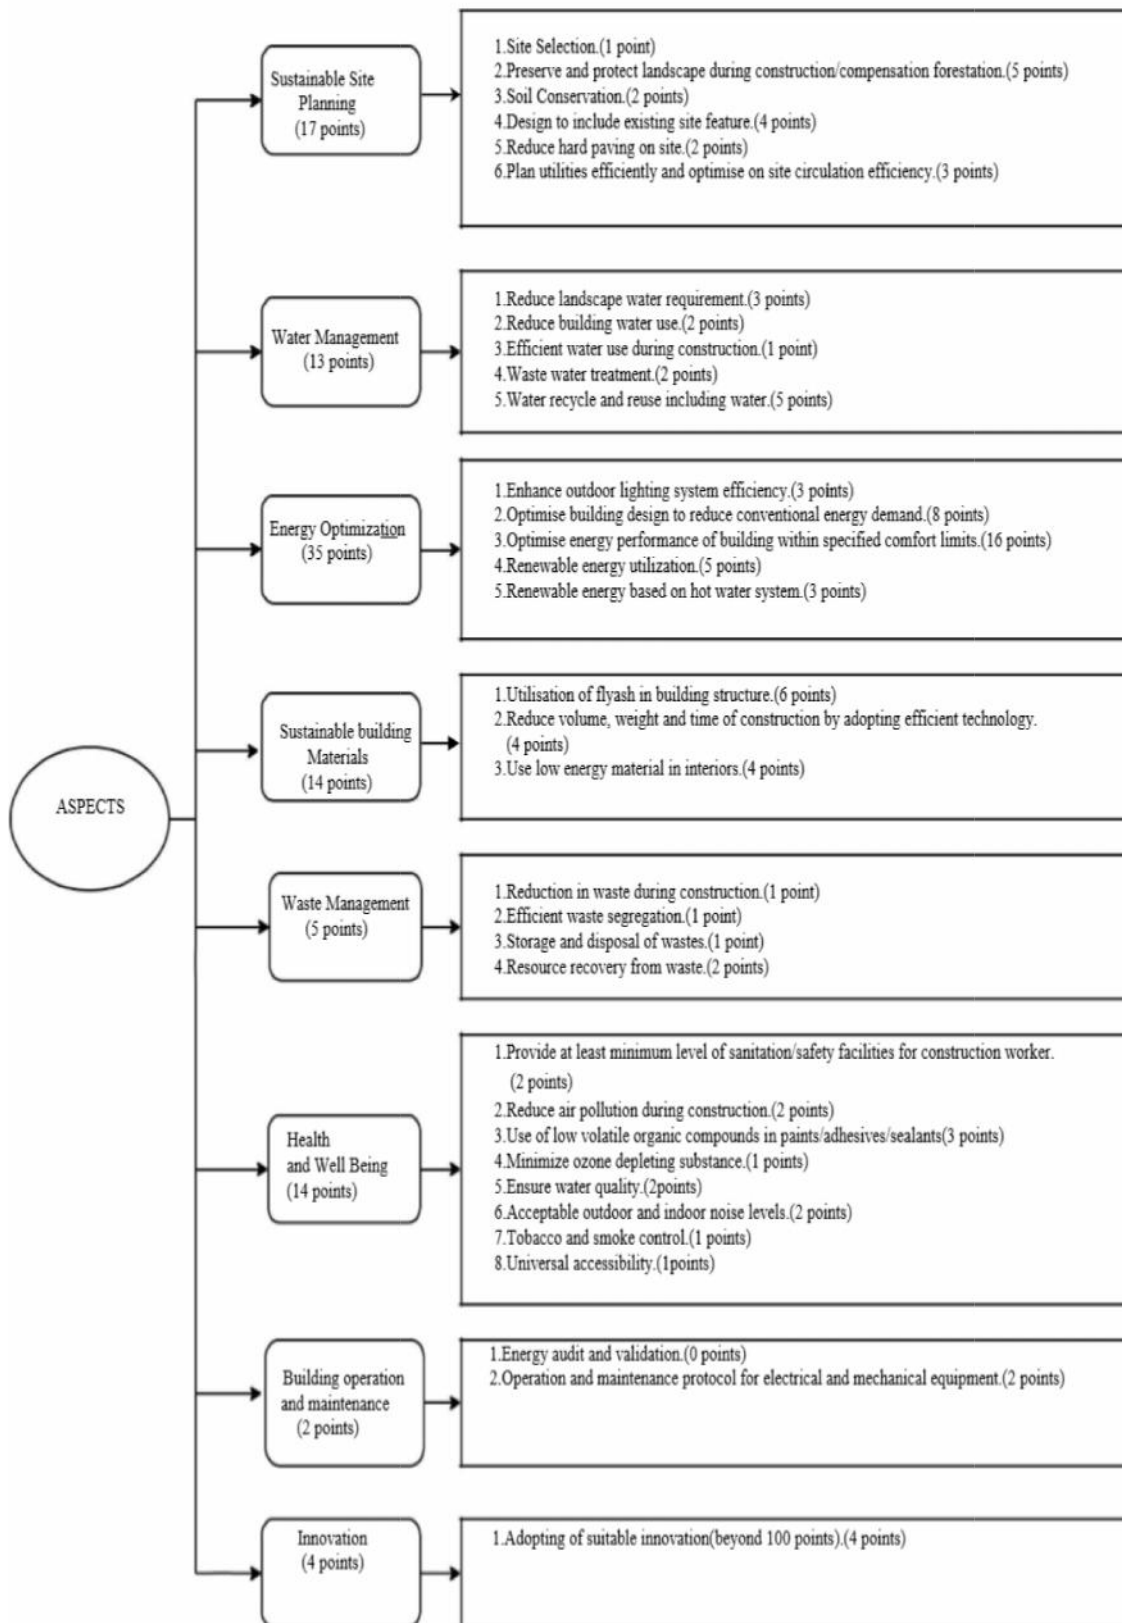 ASPECTS
Sustainable Site
Planning
(17 points)
1.Site Selection.(1 point)
2.Preserve and protect landscape during construction/compensation forestation.(5 points)
3.Soil Conservation.(2 points)
4.Design to include existing site feature.(4 points)
5.Reduce hard paving on site.(2 points)
6.Plan utilities efficiently and optimise on site circulation efficiency.(3 points)
Water Management
(13 points)
1.Reduce landscape water requirement.(3 points)
2.Reduce building water use.(2 points)
3.Efficient water use during construction.(1 point)
4.Waste water treatment.(2 points)
5.Water recycle and reuse including water.(5 points)
Energy Optimization
(35 points)
1.Enhance outdoor lighting system efficiency.(3 points)
2.Optimise building design to reduce conventional energy demand.(8 points)
3.Optimise energy performance of building within specified comfort limits.(16 points)
4.Renewable energy utilization.(5 points)
5.Renewable energy based on hot water system.(3 points)
Sustainable building
Materials
(14 points)
1.Utilisation of flyash in building structure.(6 points)
2.Reduce volume, weight and time of construction by adopting efficient technology.
(4 points)
3.Use low energy material in interiors.(4 points)
Waste Management
(5 points)
1.Reduction in waste during construction.(1 point)
2.Efficient waste segregation.(1 point)
3.Storage and disposal of wastes.(1 point)
4.Resource recovery from waste.(2 points)
Health
and Well Being
(14 points)
1.Provide at least minimum level of sanitation/safety facilities for construction worker.
(2 points)
2.Reduce air pollution during construction.(2 points)
3.Use of low volatile organic compounds in paints/adhesives/sealants(3 points)
4.Minimize ozone depleting substance.(1 points)
5.Ensure water quality.(2points)
6.Acceptable outdoor and indoor noise levels.(2 points)
7.Tobacco and smoke control.(1 points)
8.Universal accessibility.(1points)
Building operation
and maintenance
(2 points)
1.Energy audit and validation.(0 points)
2.Operation and maintenance protocol for electrical and mechanical equipment.(2 points)
Innovation
(4 points)
1.Adopting of suitable innovation(beyond 100 points).(4 points)